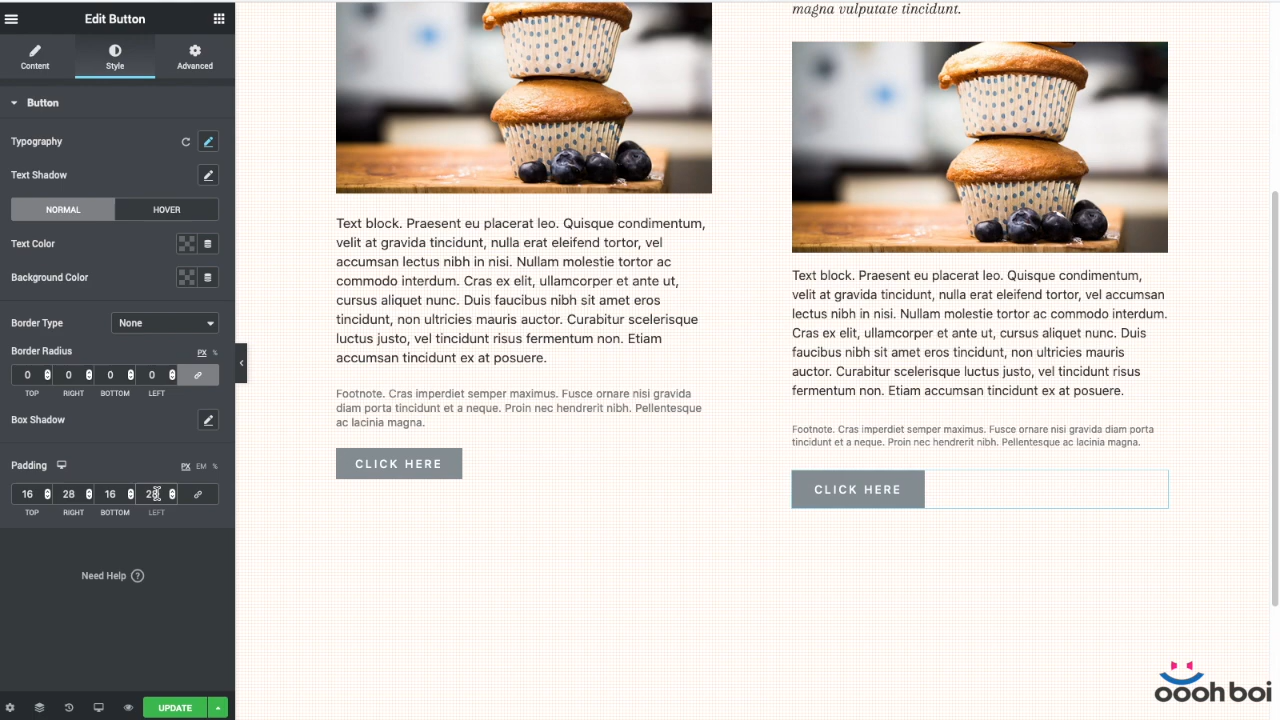 Edit Button
Content
Style
Advanced
Button
Typography
Text Shadow
NORMAL
HOVER
Text Color
Background Color
Border Type
None
Border Radius
PX %
0 0 0 0
TOP RIGHT BOTTOM LEFT
Box Shadow
Padding
PX EM %
16 28 16 28
TOP RIGHT BOTTOM LEFT
Need Help ?
UPDATE
Text block. Praesent eu placerat leo. Quisque condimentum,
velit at gravida tincidunt, nulla erat eleifend tortor, vel
accumsan lectus nibh in nisi. Nullam molestie tortor ac
commodo interdum. Cras ex elit, ullamcorper et ante ut,
cursus aliquet nunc. Duis faucibus nibh sit amet eros
tincidunt, non ultricies mauris auctor. Curabitur scelerisque
luctus justo, vel tincidunt risus fermentum non. Etiam
accumsan tincidunt ex at posuere.
Footnote. Cras imperdiet semper maximus. Fusce ornare nisi gravida
diam porta tincidunt et a neque. Proin nec hendrerit nibh. Pellentesque
ac lacinia magna.
CLICK HERE
magna vulputate tincidunt.
Text block. Praesent eu placerat leo. Quisque condimentum,
velit at gravida tincidunt, nulla erat eleifend tortor, vel accumsan
lectus nibh in nisi. Nullam molestie tortor ac commodo interdum.
Cras ex elit, ullamcorper et ante ut, cursus aliquet nunc. Duis
faucibus nibh sit amet eros tincidunt, non ultricies mauris
auctor. Curabitur scelerisque luctus justo, vel tincidunt risus
fermentum non. Etiam accumsan tincidunt ex at posuere.
Footnote. Cras imperdiet semper maximus. Fusce ornare nisi gravida diam porta
tincidunt et a neque. Proin nec hendrerit nibh. Pellentesque ac lacinia magna.
CLICK HERE
oooh boi